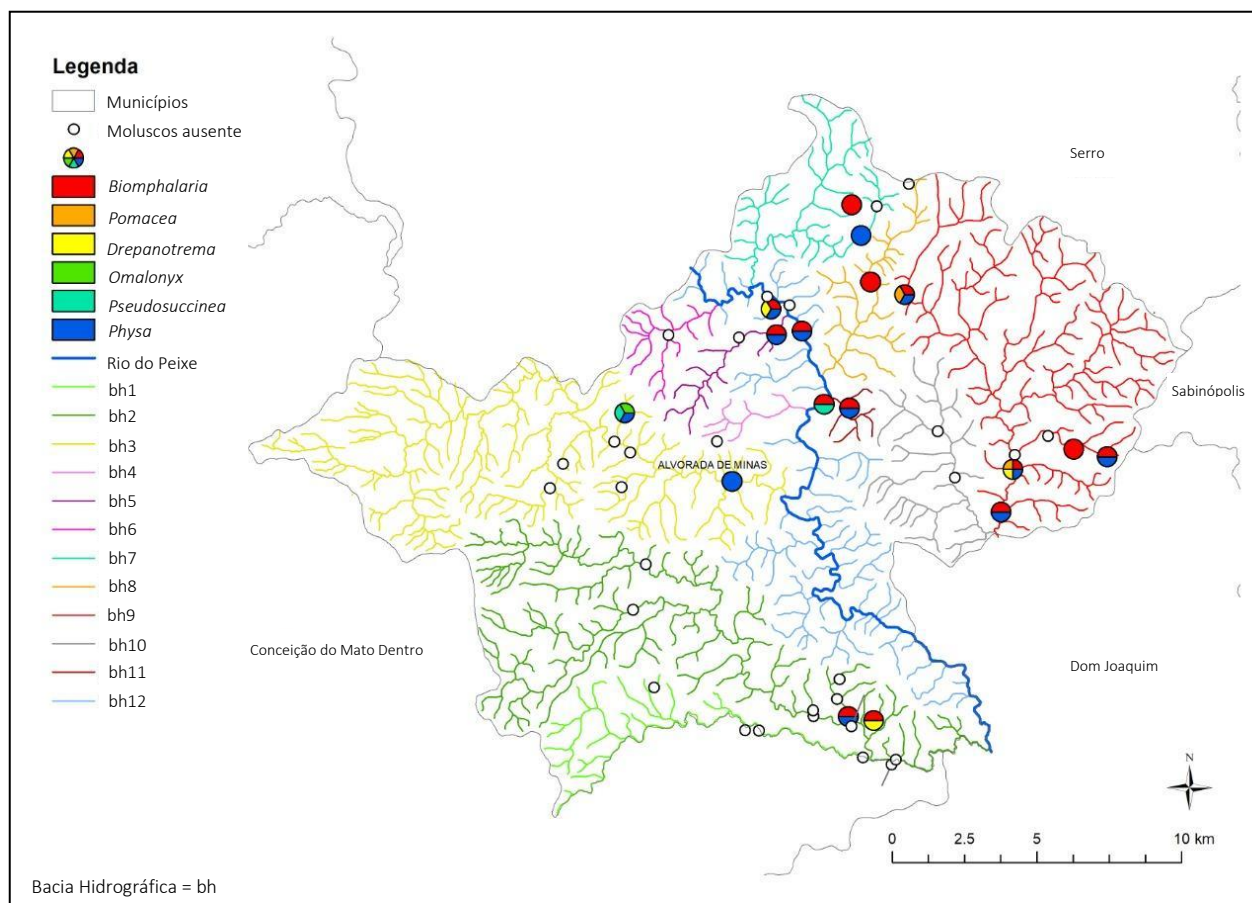 Legenda
Municípios
Moluscos ausente
Biomphalaria
Pomacea
Drepanotrema
Omalonyx
Pseudosuccinea
Physa
Rio do Peixe
bh1
bh2
bh3
bh4
bh5
bh6
bh7
bh8
bh9
bh10
bh11
bh12
Bacia Hidrográfica = bh
Serro
Sabinópolis
ALVORADA DE MINAS
Conceição do Mato Dentro
Dom Joaquim
N
0 2.5 5 10 km